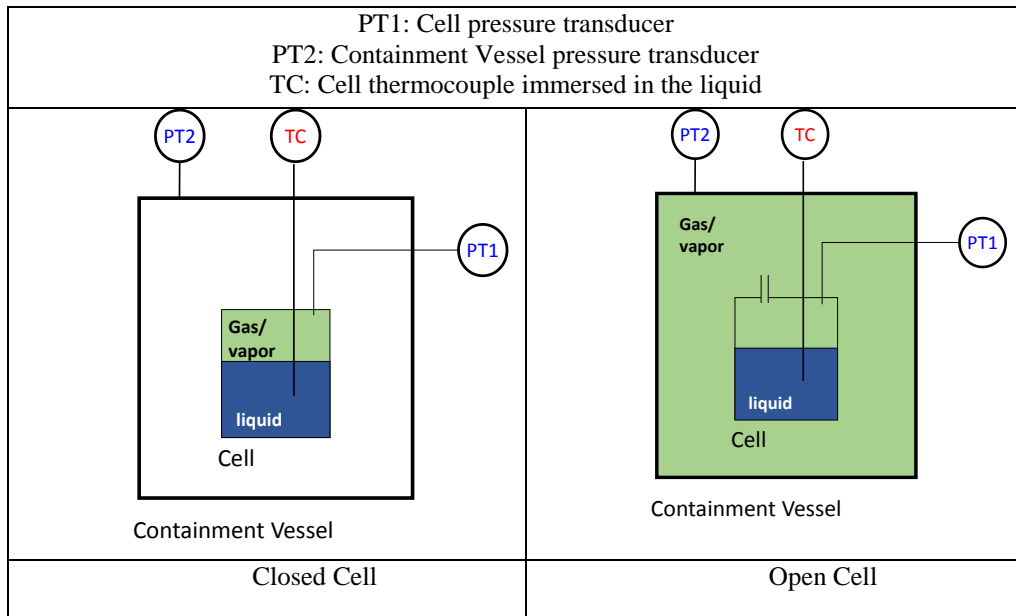 PT1: Cell pressure transducer
PT2: Containment Vessel pressure transducer
TC: Cell thermocouple immersed in the liquid
PT2
TC
PT1
Gas/
vapor
liquid
Cell
Containment Vessel
PT2
TC
Gas/
vapor
PT1
liquid
Cell
Containment Vessel
Closed Cell
Open Cell